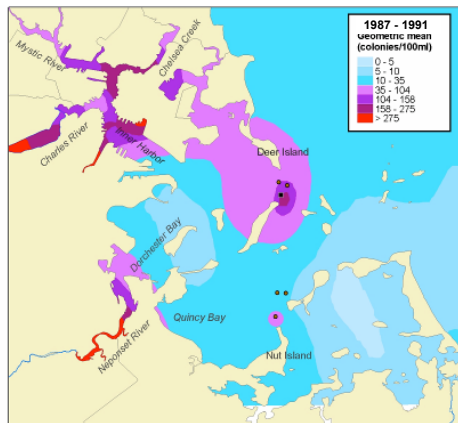 1987 - 1991
Geometric mean
(colonies/100ml)
0 - 5
5 - 10
10 - 35
35 - 104
104 - 158
158 - 275
> 275
Mystic River
Chelsea Creek
Charles River
Inner Harbor
Deer Island
Dorchester Bay
Quincy Bay
Neponset River
Nut Island